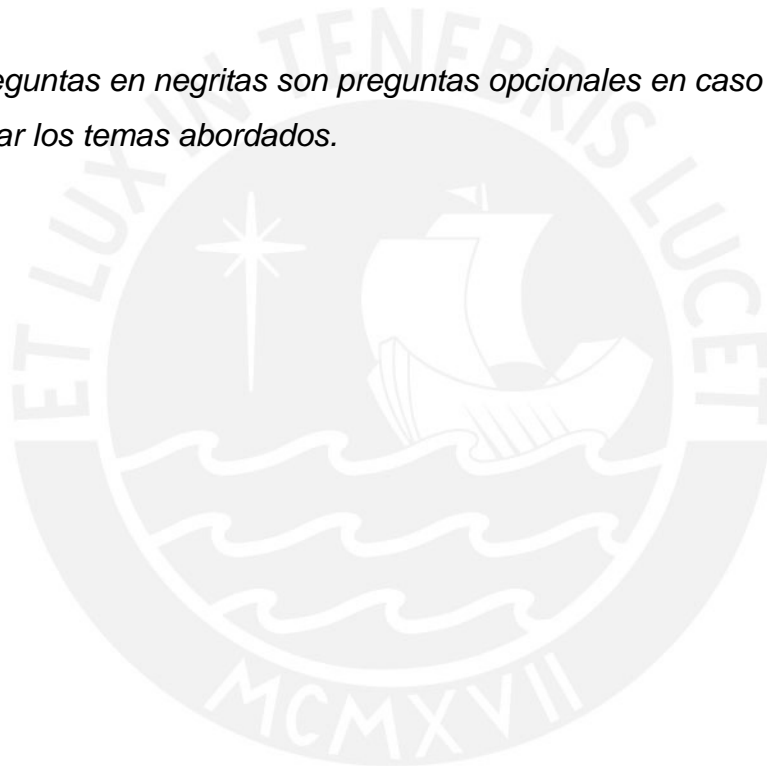 eguntas en negritas son preguntas opcionales en caso
ar los temas abordados.
ET LUX IN TENEBRIS LUCET
MCMXVII